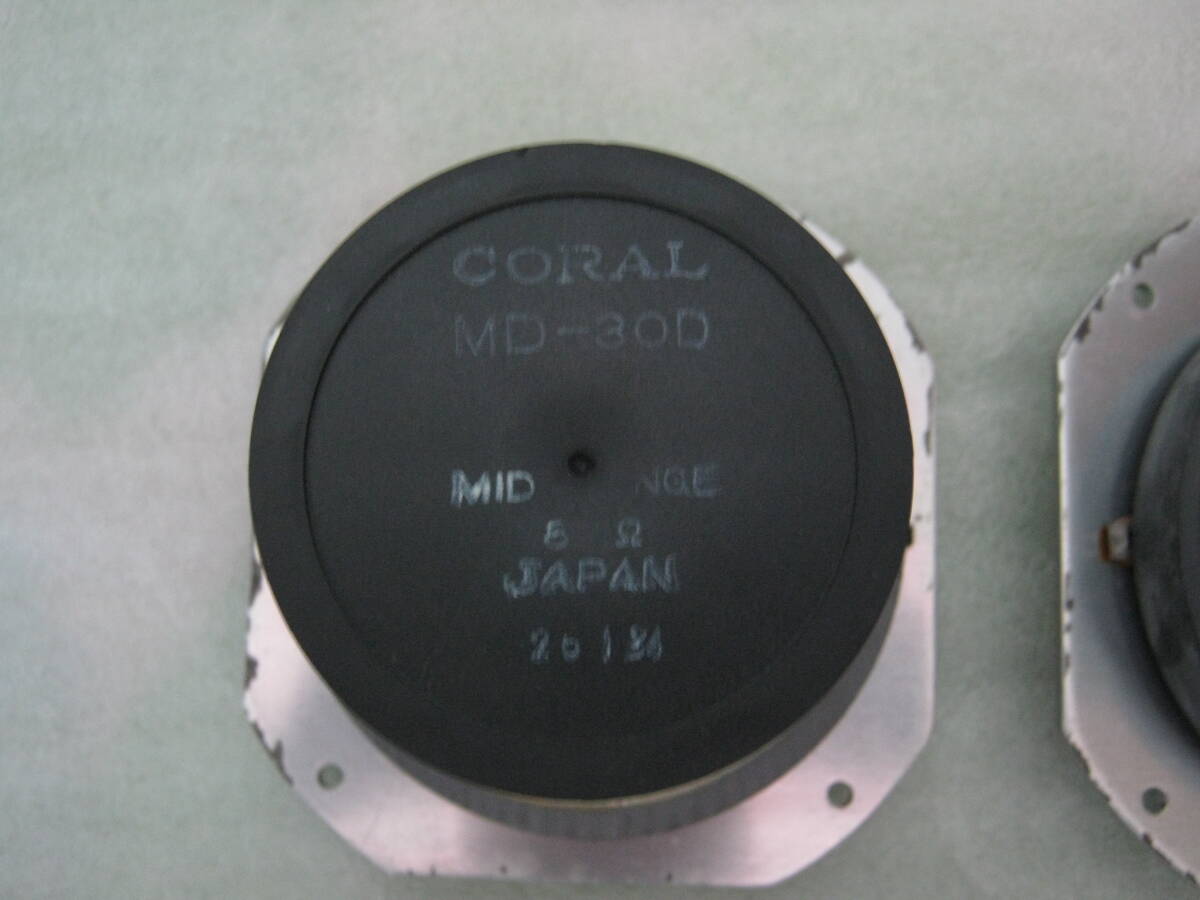 CORAL
MD-30D
MID NGE
8 Ω
JAPAN